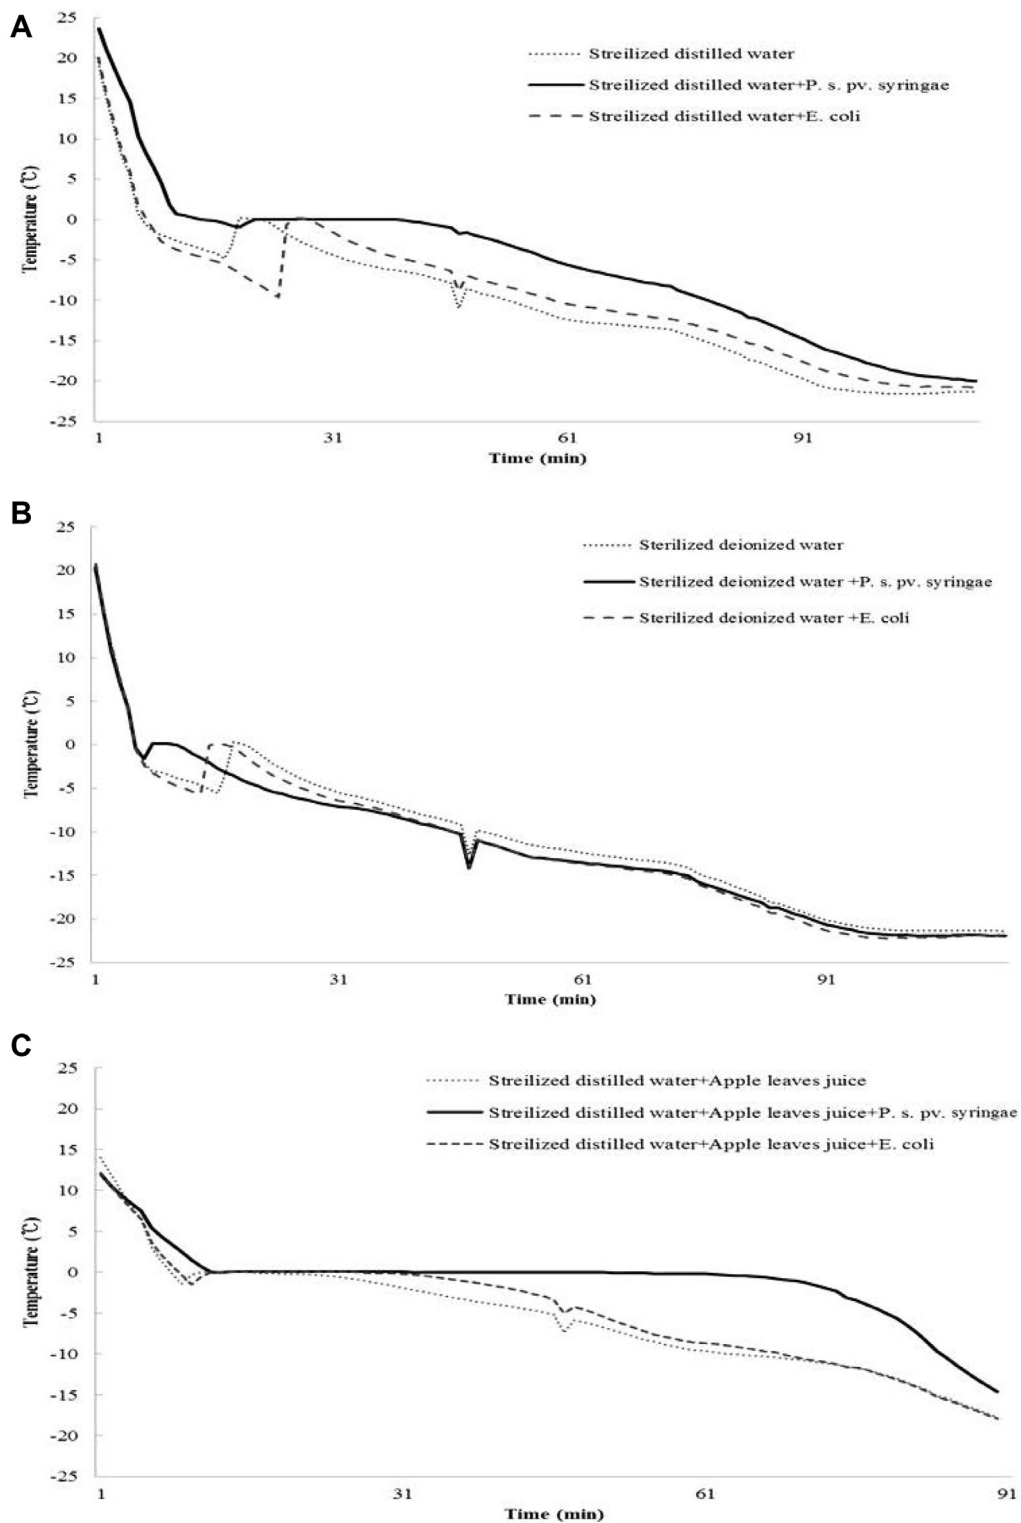 A
25
20
15
10
5
0
-5
-10
-15
-20
-25
Temperature (℃)
Streilized distilled water
Streilized distilled water+P. s. pv. syringae
Streilized distilled water+E. coli
1 31 61 91
Time (min)
B
25
20
15
10
5
0
-5
-10
-15
-20
-25
Temperature (℃)
Sterilized deionized water
Sterilized deionized water +P. s. pv. syringae
Sterilized deionized water +E. coli
1 31 61 91
Time (min)
C
25
20
15
10
5
0
-5
-10
-15
-20
-25
Temperature (℃)
Streilized distilled water+Apple leaves juice
Streilized distilled water+Apple leaves juice+P. s. pv. syringae
Streilized distilled water+Apple leaves juice+E. coli
1 31 61 91
Time (min)